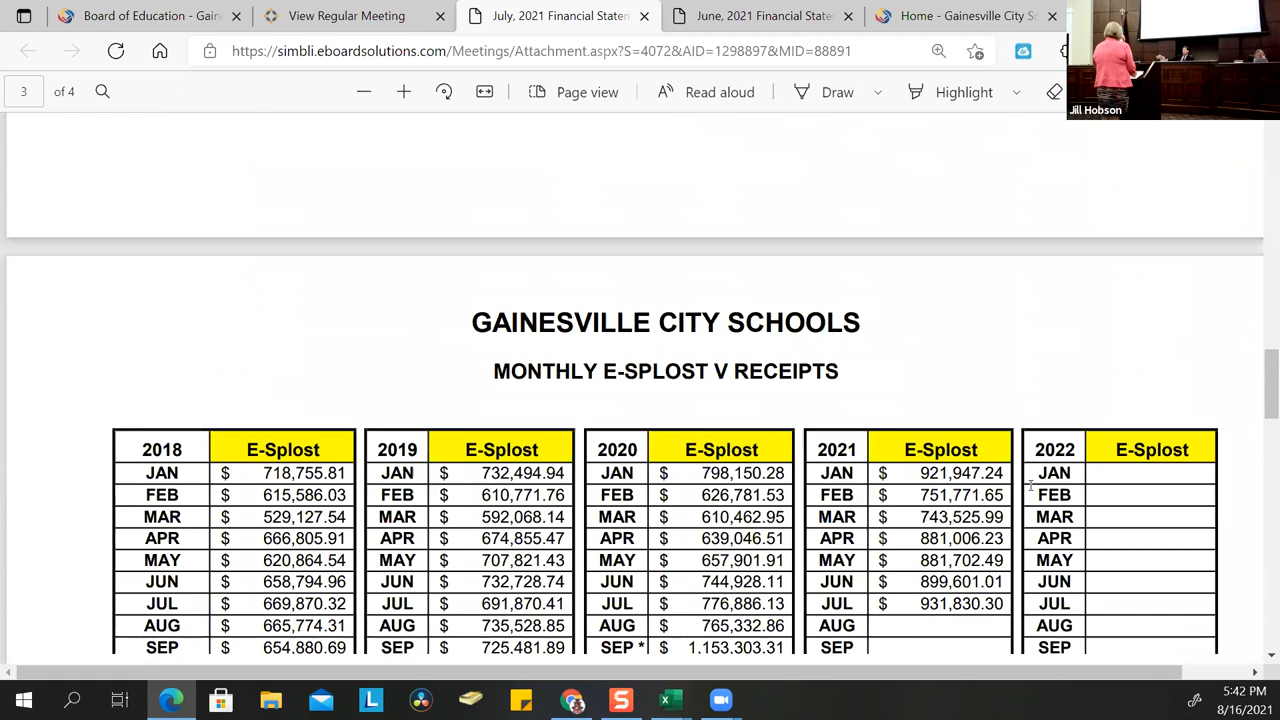 Board of Education - Gain
View Regular Meeting
July, 2021 Financial Staten
June, 2021 Financial State
Home - Gainesville City S
https://simbli.eboardsolutions.com/Meetings/Attachment.aspx?S=4072&AID=1298897&MID=88891
3 of 4
Page view
Read aloud
Draw
Highlight
Jill Hobson
GAINESVILLE CITY SCHOOLS
MONTHLY E-SPLOST V RECEIPTS
2018 E-Splost 2019 E-Splost 2020 E-Splost 2021 E-Splost 2022 E-Splost
JAN $ 718,755.81 JAN $ 732,494.94 JAN $ 798,150.28 JAN $ 921,947.24 JAN
FEB $ 615,586.03 FEB $ 610,771.76 FEB $ 626,781.53 FEB $ 751,771.65 FEB
MAR $ 529,127.54 MAR $ 592,068.14 MAR $ 610,462.95 MAR $ 743,525.99 MAR
APR $ 666,805.91 APR $ 674,855.47 APR $ 639,046.51 APR $ 881,006.23 APR
MAY $ 620,864.54 MAY $ 707,821.43 MAY $ 657,901.91 MAY $ 881,702.49 MAY
JUN $ 658,794.96 JUN $ 732,728.74 JUN $ 744,928.11 JUN $ 899,601.01 JUN
JUL $ 669,870.32 JUL $ 691,870.41 JUL $ 776,886.13 JUL $ 931,830.30 JUL
AUG $ 665,774.31 AUG $ 735,528.85 AUG $ 765,332.86 AUG AUG
SEP $ 654,880.69 SEP $ 725,481.89 SEP * $ 1,153,303.31 SEP SEP
5:42 PM
8/16/2021